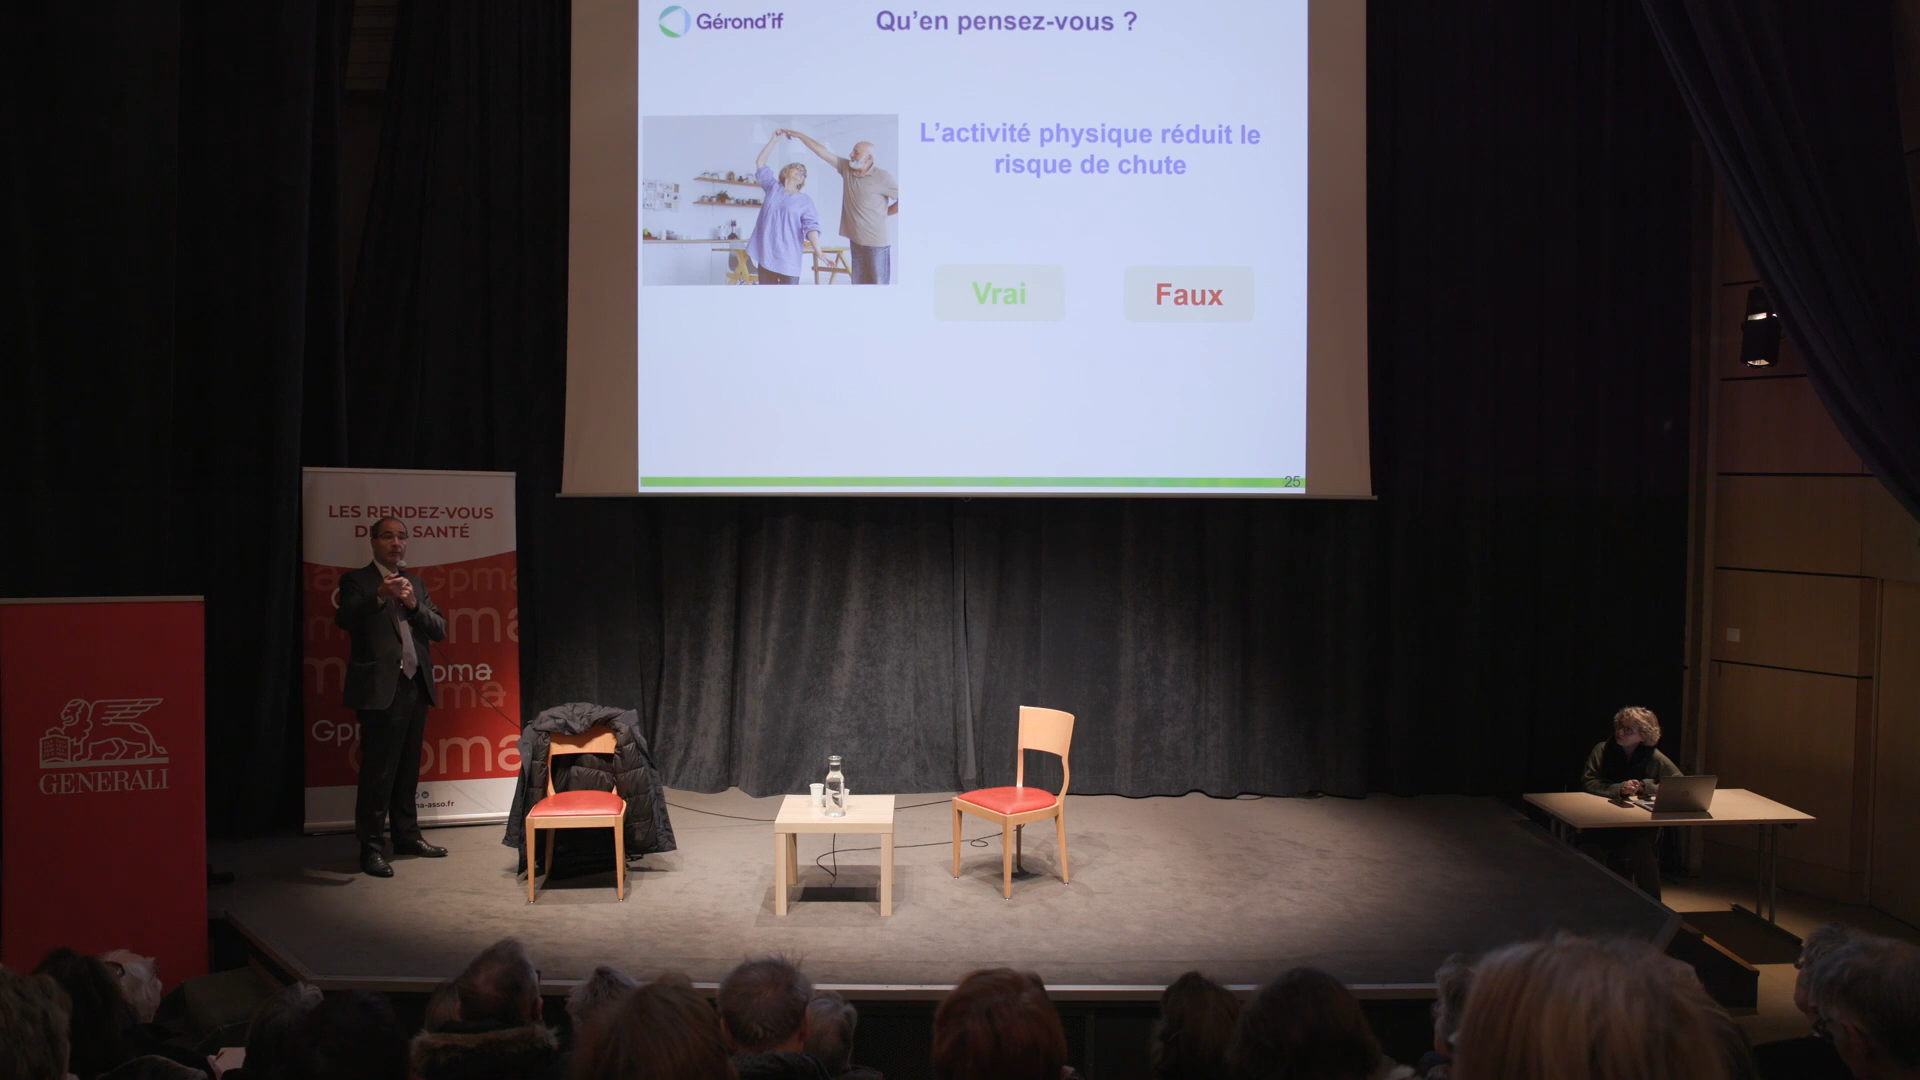 Gérond'if
Qu'en pensez-vous ?
L'activité physique réduit le
risque de chute
Vrai
Faux
25
LES RENDEZ-VOUS
SANTÉ
Gpma
GENERALI